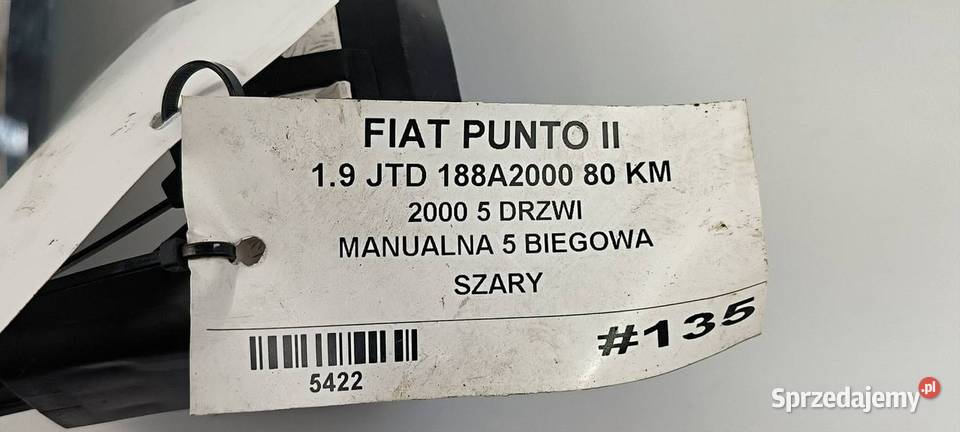 FIAT PUNTO II
1.9 JTD 188A2000 80 KM
2000 5 DRZWI
MANUALNA 5 BIEGOWA
SZARY
#135
5422
Sprzedajemy.pl